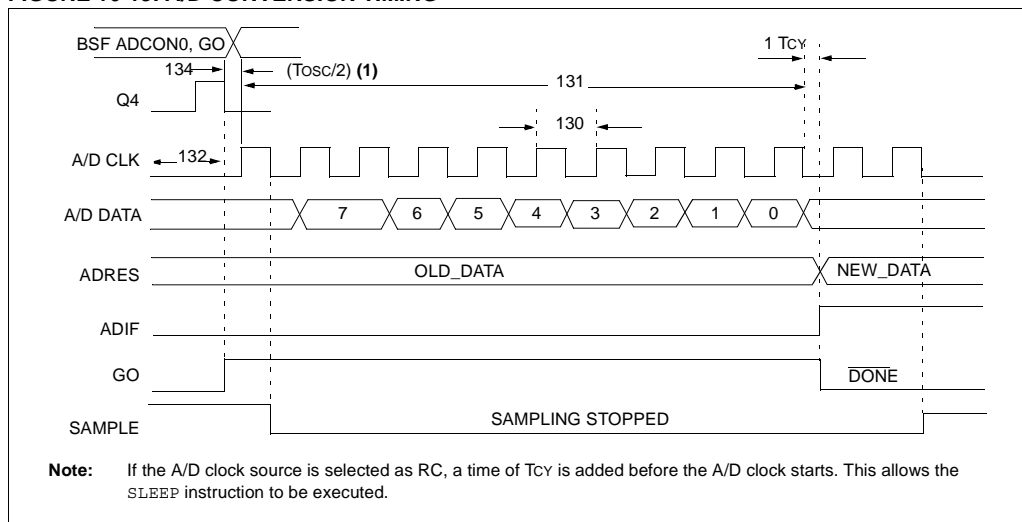 BSF ADCON0, GO
134
(TOSC/2) (1)
131
1 TCY
Q4
130
A/D CLK
132
A/D DATA
7 6 5 4 3 2 1 0
ADRES
OLD_DATA
NEW_DATA
ADIF
GO
DONE
SAMPLE
SAMPLING STOPPED
Note: If the A/D clock source is selected as RC, a time of TCY is added before the A/D clock starts. This allows the
SLEEP instruction to be executed.